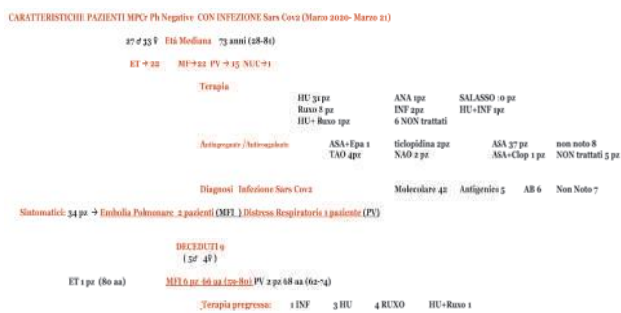 CARATTERISTICHE PAZIENTI MPCr Ph Negative CON INFEZIONE Sars Cov2 (Marzo 2020- Marzo 21)
27 ♂ 33 ♀ Età Mediana 73 anni (28-81)
ET → 22 MF→22 PV → 15 NUC→1
Terapia
HU 31 pz ANA 1pz SALASSO :0 pz
Ruxo 8 pz INF 2pz HU+INF 1pz
HU+ Ruxo 1pz 6 NON trattati
Antiaggregante /Anticoagulante ASA+Epa 1 ticlopidina 2pz ASA 37 pz non noto 8
TAO 4pz NAO 2 pz ASA+Clop 1 pz NON trattati 5 pz
Diagnosi Infezione Sars Cov2 Molecolare 42 Antigenico 5 AB 6 Non Noto 7
Sintomatici: 34 pz → Embolia Polmonare 2 pazienti (MFI ) Distress Respiratorio 1 paziente (PV)
DECEDUTI 9
( 5♂ 4♀ )
ET 1 pz (80 aa) MFI 6 pz 66 aa (59-80) PV 2 pz 68 aa (62-74)
Terapia pregressa: 1 INF 3 HU 4 RUXO HU+Ruxo 1